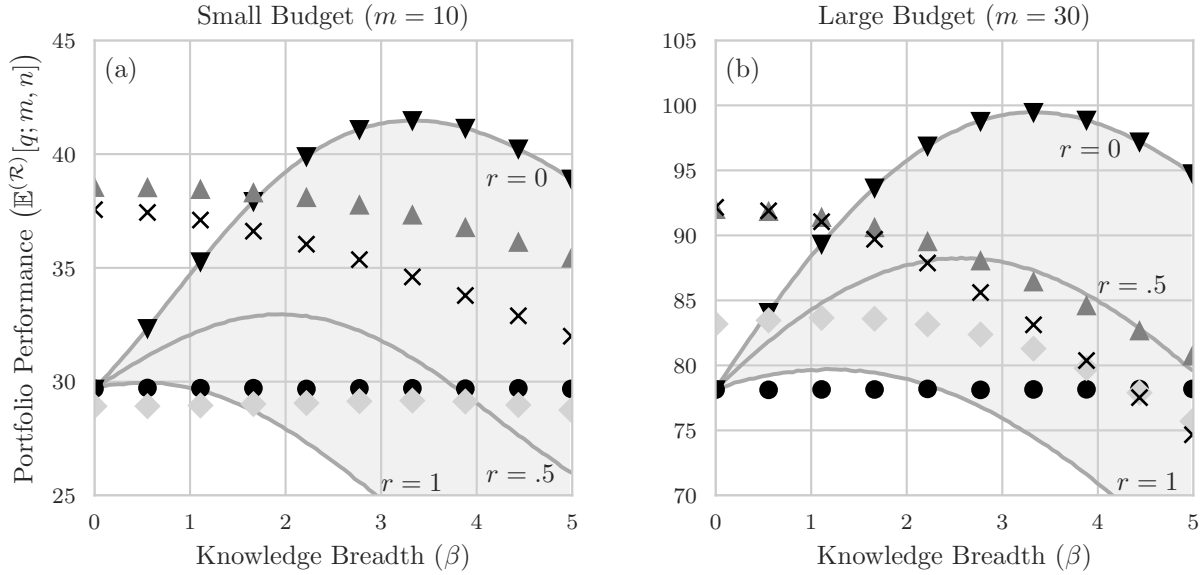 Small Budget (m = 10)
Large Budget (m = 30)
Portfolio Performance (𝔼^(ℛ)[q; m, n])
45
40
35
30
25
(a)
r = 0
r = .5
r = 1
0 1 2 3 4 5
Knowledge Breadth (β)
105
100
95
90
85
80
75
70
(b)
r = 0
r = .5
r = 1
0 1 2 3 4 5
Knowledge Breadth (β)